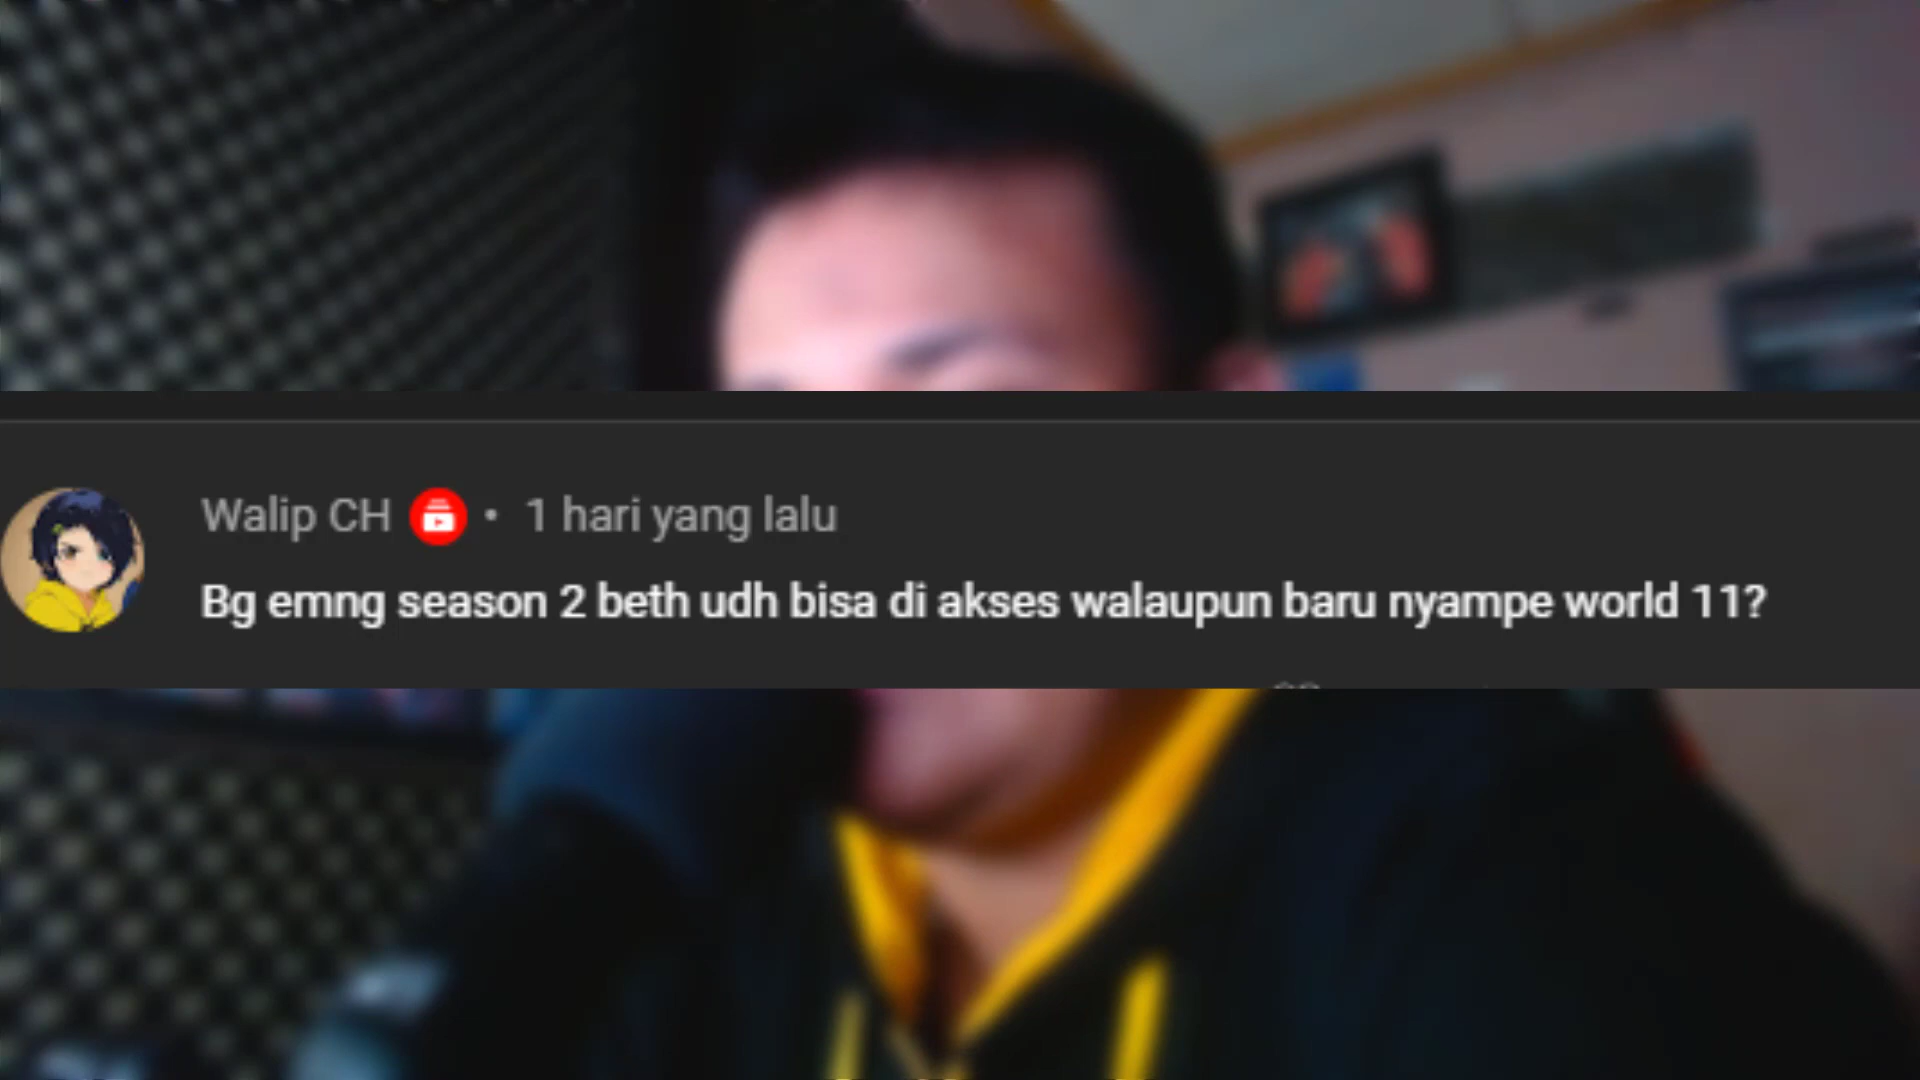 Walip CH • 1 hari yang lalu
Bg emng season 2 beth udh bisa di akses walaupun baru nyampe world 11?